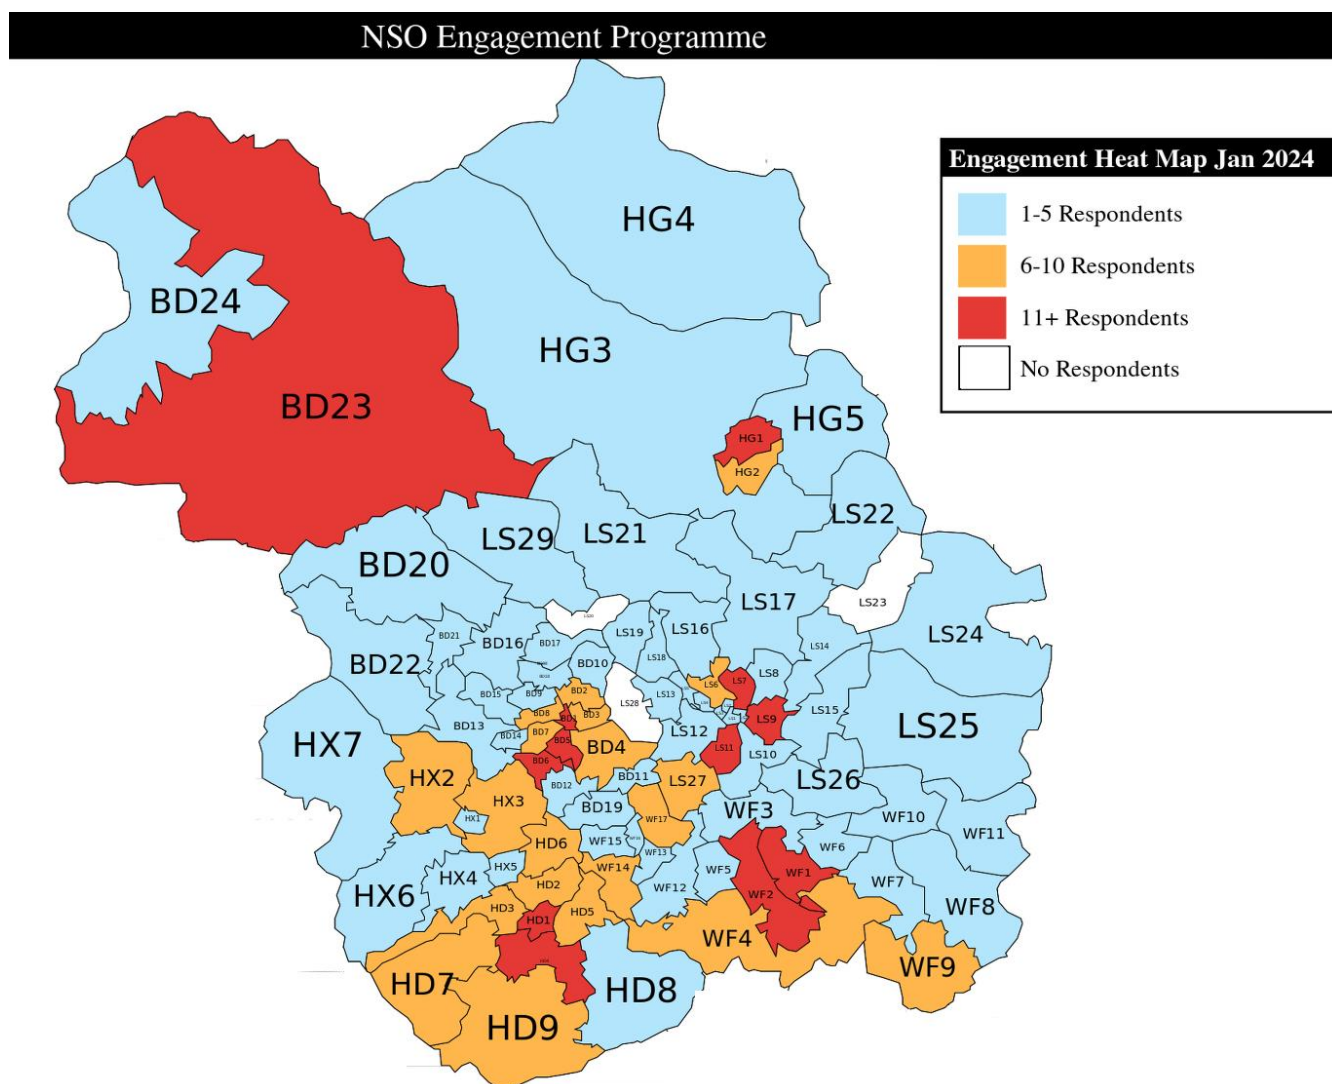 NSO Engagement Programme
Engagement Heat Map Jan 2024
1-5 Respondents
6-10 Respondents
11+ Respondents
No Respondents
HG4
BD24
HG3
BD23
HG5
HG1
HG2
LS22
LS29
LS21
BD20
LS17
LS23
LS24
BD21
BD16
BD17
LS19
LS16
LS14
BD22
BD10
LS18
LS8
BD15
BD9
BD2
LS28
LS13
LS6
LS7
LS15
LS25
BD13
BD14
BD8
BD1
BD3
LS12
LS9
HX7
BD7
BD5
BD4
LS11
LS10
BD6
HX2
BD12
BD11
LS27
LS26
HX3
BD19
WF3
WF10
HX1
WF17
WF11
HD6
WF15
WF13
WF6
HX5
WF14
WF5
WF1
WF7
HX4
HD2
WF12
WF2
HX6
HD3
HD5
WF8
HD1
WF4
WF9
HD7
HD8
HD9